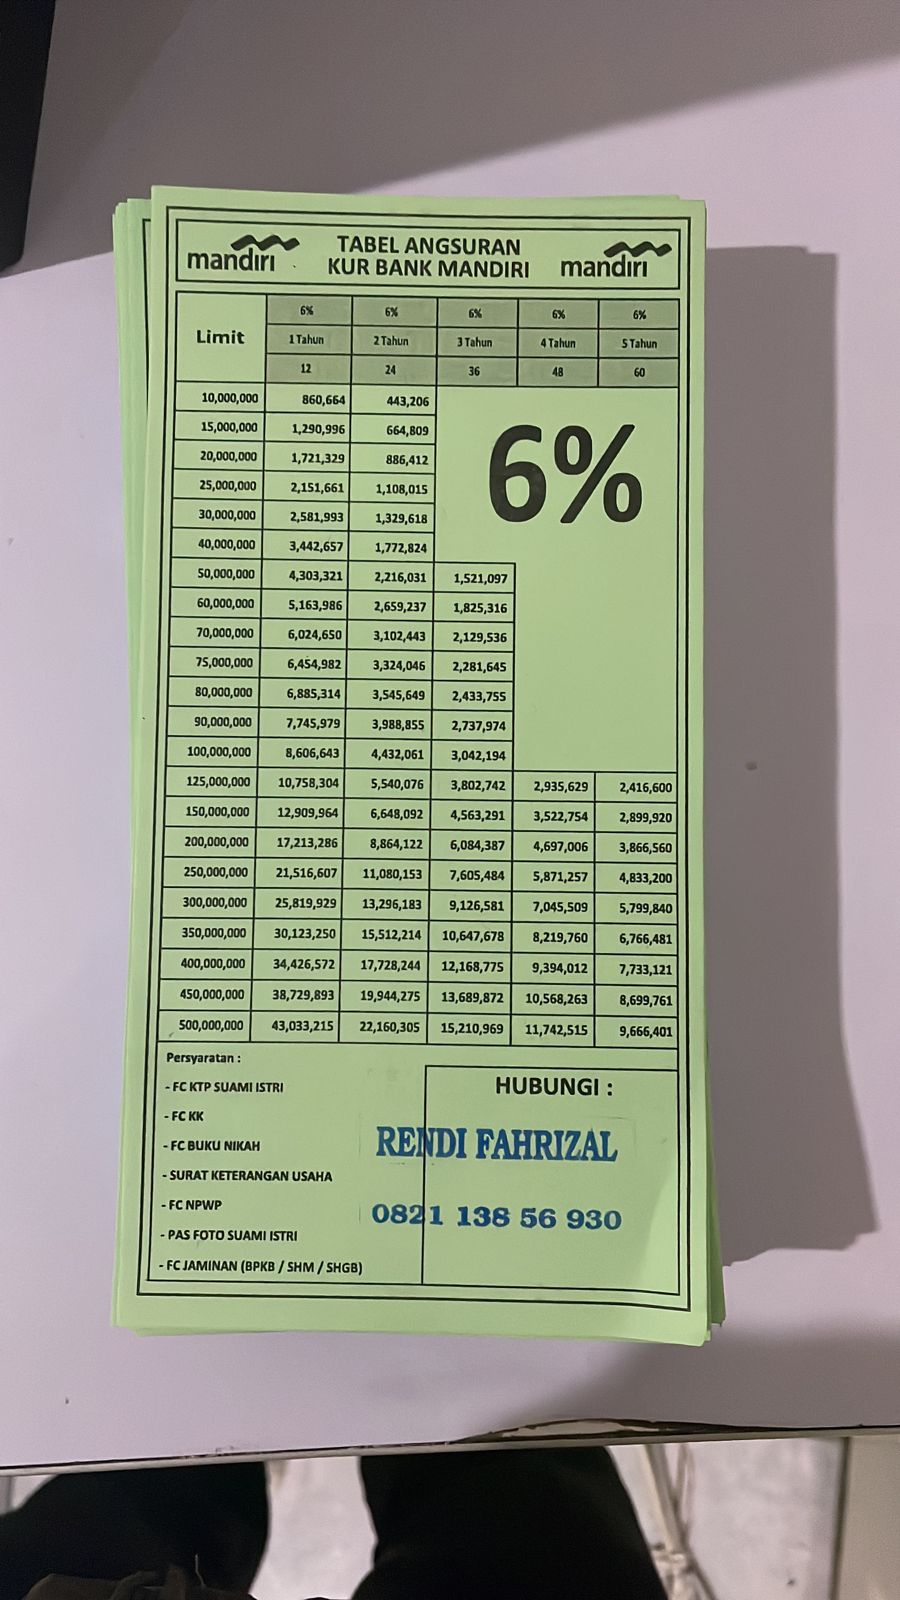 mandiri TABEL ANGSURAN mandiri
KUR BANK MANDIRI
Limit 6% 6% 6% 6% 6%
1 Tahun 2 Tahun 3 Tahun 4 Tahun 5 Tahun
12 24 36 48 60
10,000,000 860,664 443,206
15,000,000 1,290,996 664,809
20,000,000 1,721,329 886,412
25,000,000 2,151,661 1,108,015
30,000,000 2,581,993 1,329,618
40,000,000 3,442,657 1,772,824
6%
50,000,000 4,303,321 2,216,031 1,521,097
60,000,000 5,163,986 2,659,237 1,825,316
70,000,000 6,024,650 3,102,443 2,129,536
75,000,000 6,454,982 3,324,046 2,281,645
80,000,000 6,885,314 3,545,649 2,433,755
90,000,000 7,745,979 3,988,855 2,737,974
100,000,000 8,606,643 4,432,061 3,042,194
125,000,000 10,758,304 5,540,076 3,802,742 2,935,629 2,416,600
150,000,000 12,909,964 6,648,092 4,563,291 3,522,754 2,899,920
200,000,000 17,213,286 8,864,122 6,084,387 4,697,006 3,866,560
250,000,000 21,516,607 11,080,153 7,605,484 5,871,257 4,833,200
300,000,000 25,819,929 13,296,183 9,126,581 7,045,509 5,799,840
350,000,000 30,123,250 15,512,214 10,647,678 8,219,760 6,766,481
400,000,000 34,426,572 17,728,244 12,168,775 9,394,012 7,733,121
450,000,000 38,729,893 19,944,275 13,689,872 10,568,263 8,699,761
500,000,000 43,033,215 22,160,305 15,210,969 11,742,515 9,666,401
Persyaratan :
- FC KTP SUAMI ISTRI
- FC KK
- FC BUKU NIKAH
- SURAT KETERANGAN USAHA
- FC NPWP
- PAS FOTO SUAMI ISTRI
- FC JAMINAN (BPKB / SHM / SHGB)
HUBUNGI :
RENDI FAHRIZAL
0821 138 56 930